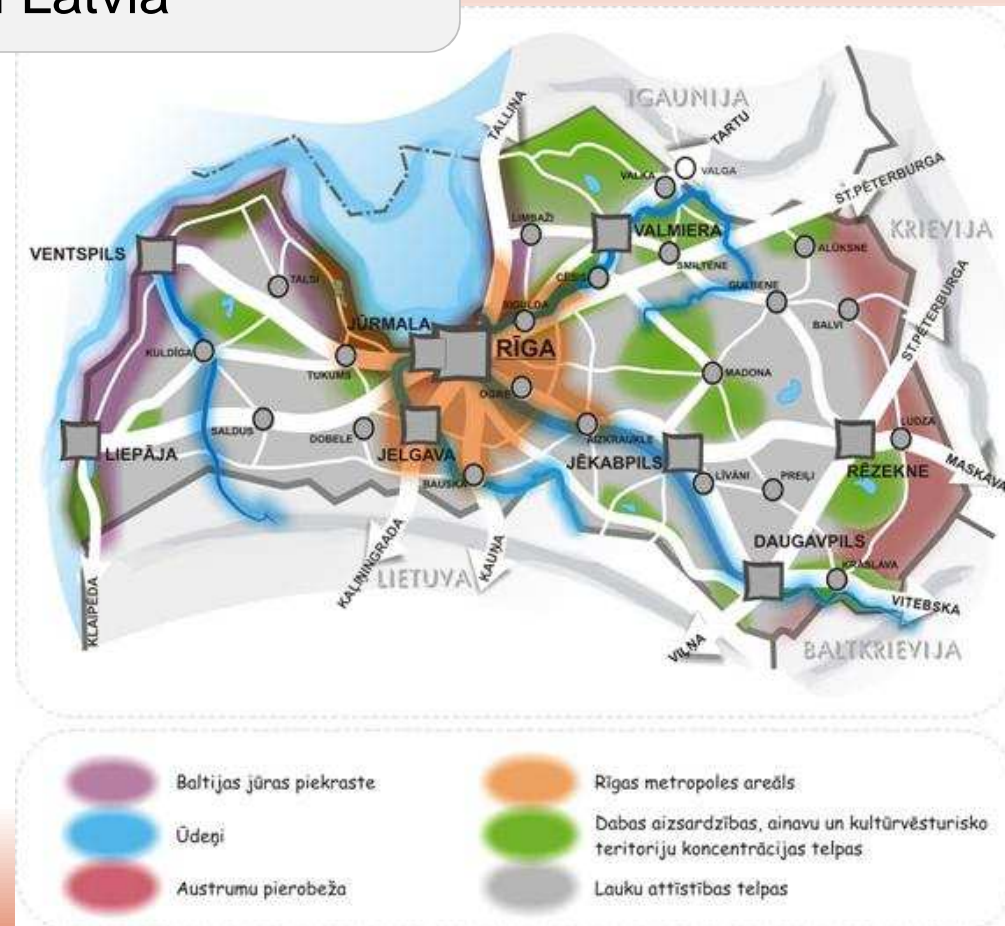 Latvia
IGAUNIJA
TALLINA
TARTU
VALKA
VALGA
ST.PĒTERBURGA
KRIEVIJA
LIMBAŽI
VALMIERA
ALŪKSNE
VENTSPILS
CĒSIS
SMILTENE
TALSI
GULBENE
SIGULDA
BALVI
ST.PĒTERBURGA
JŪRMALA
RĪGA
KULDĪGA
TUKUMS
MADONA
OGRE
SALDUS
DOBELE
AIZKRAUKLE
LUDZA
LIEPĀJA
JELGAVA
JĒKABPILS
RĒZEKNE
MASKAVA
BAUSKA
LĪVĀNI
PREIĻI
DAUGAVPILS
KRĀSLAVA
KALININGRADA
LIETUVA
KAUŅA
VITEBSKA
KLAIPĒDA
VIĻŅA
BALTKRIEVIJA
Baltijas jūras piekraste
Ūdeņi
Austrumu pierobeža
Rīgas metropoles areāls
Dabas aizsardzības, ainavu un kultūrvēsturisko
teritoriju koncentrācijas telpas
Lauku attīstības telpas